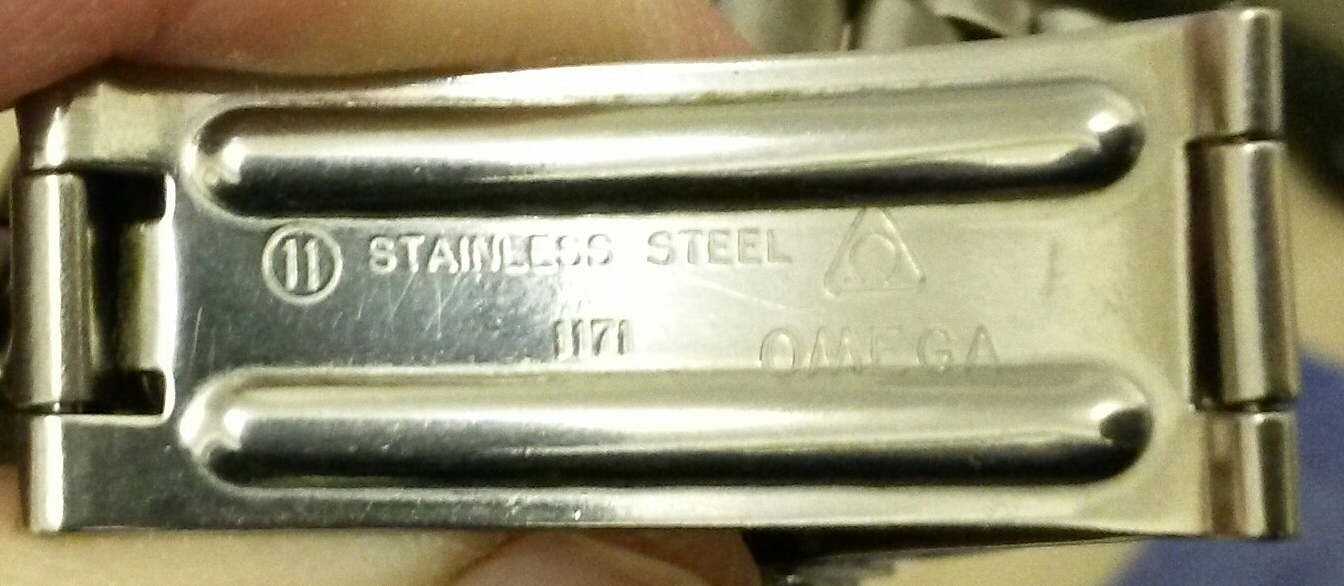 11 STAINLESS STEEL Ω
1171 OMEGA